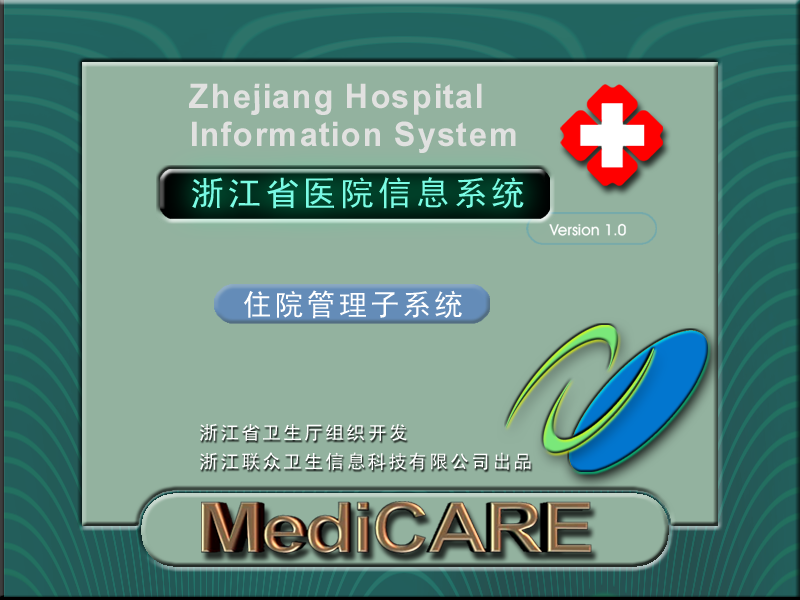 Zhejiang Hospital
Information System
浙江省医院信息系统
Version 1.0
住院管理子系统
浙江省卫生厅组织开发
浙江联众卫生信息科技有限公司出品
MediCARE